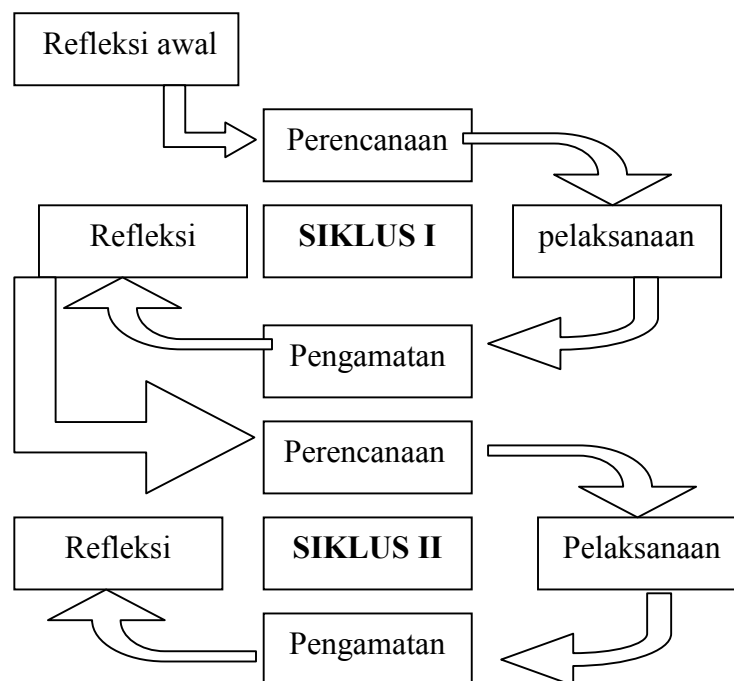 Refleksi awal
Perencanaan
Refleksi
SIKLUS I
pelaksanaan
Pengamatan
Perencanaan
Refleksi
SIKLUS II
Pelaksanaan
Pengamatan